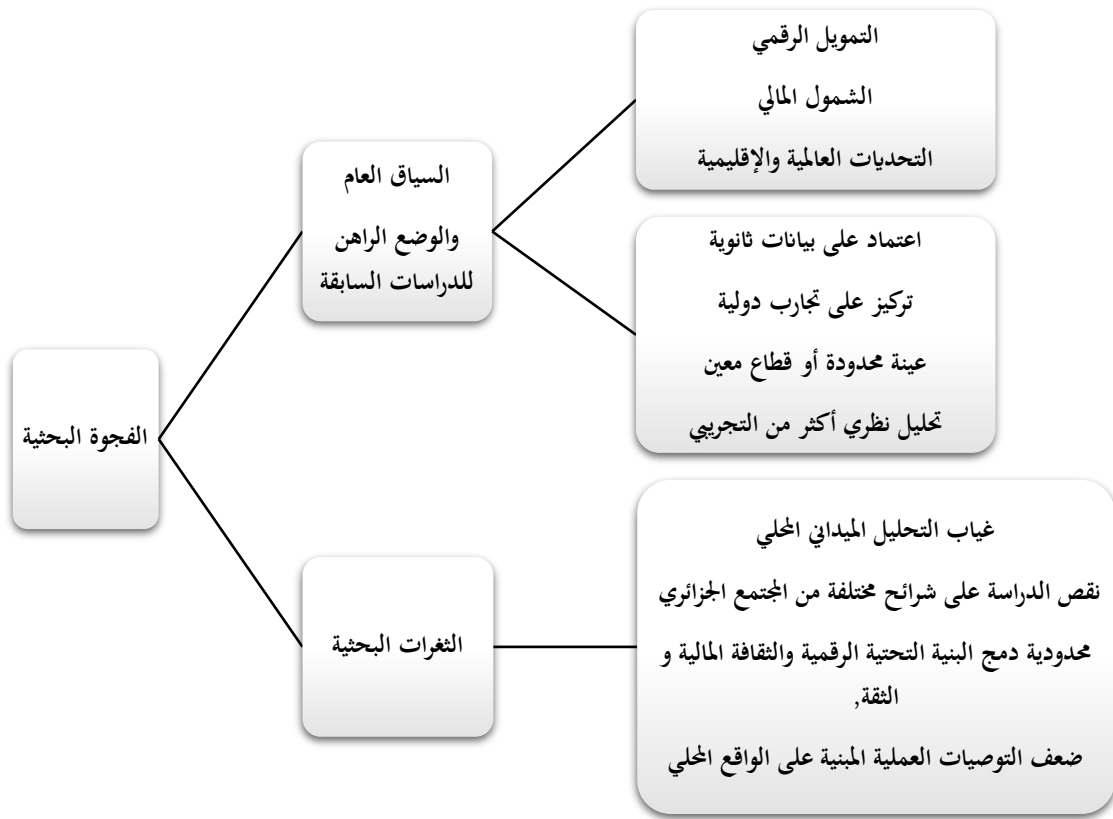 التمويل الرقمي
الشمول المالي
التحديات العالمية والإقليمية
السياق العام
والوضع الراهن
للدراسات السابقة
اعتماد على بيانات ثانوية
تركيز على تجارب دولية
عينة محدودة أو قطاع معين
تحليل نظري أكثر من التجريبي
الفجوة البحثية
الثغرات البحثية
غياب التحليل الميداني المحلي
نقص الدراسة على شرائح مختلفة من المجتمع الجزائري
محدودية دمج البنية التحتية الرقمية والثقافة المالية و
الثقة,
ضعف التوصيات العملية المبنية على الواقع المحلي